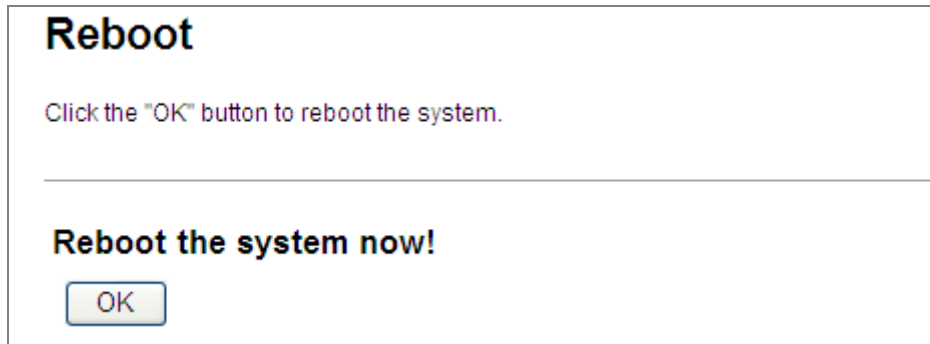 Reboot
Click the "OK" button to reboot the system.
Reboot the system now!
OK